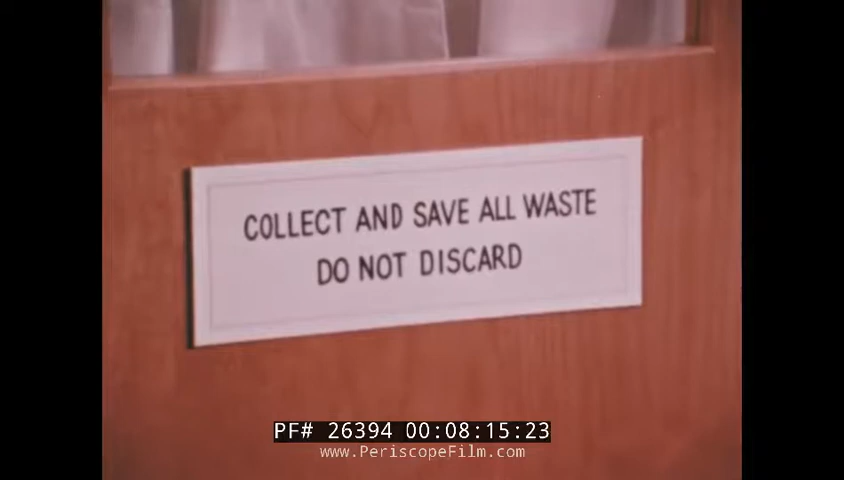 COLLECT AND SAVE ALL WASTE
DO NOT DISCARD
PF# 26394 00:08:15:23
www.PeriscopeFilm.com